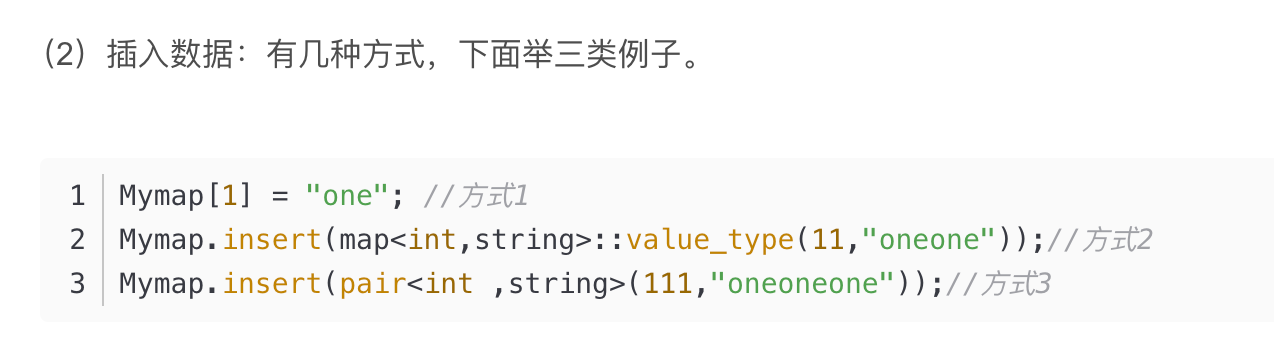 （2）插入数据：有几种方式，下面举三类例子。
1 Mymap[1] = "one"; //方式1
2 Mymap.insert(map<int,string>::value_type(11,"oneone"));//方式2
3 Mymap.insert(pair<int ,string>(111,"oneoneone"));//方式3